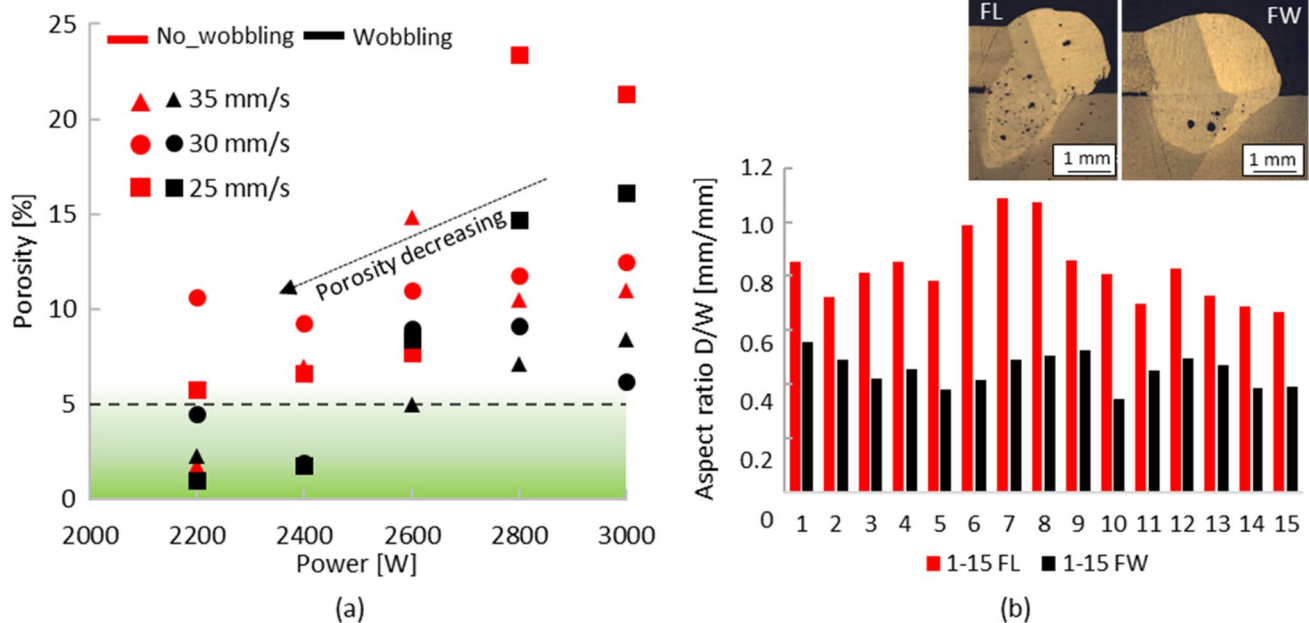 25
20
15
10
5
0
Porosity [%]
No_wobbling Wobbling
35 mm/s
30 mm/s
25 mm/s
Porosity decreasing
2000 2200 2400 2600 2800 3000
Power [W]
(a)
FL FW
1 mm 1 mm
1.2
1.0
0.8
0.6
0.4
0.2
0
Aspect ratio D/W [mm/mm]
1 2 3 4 5 6 7 8 9 10 11 12 13 14 15
1-15 FL 1-15 FW
(b)